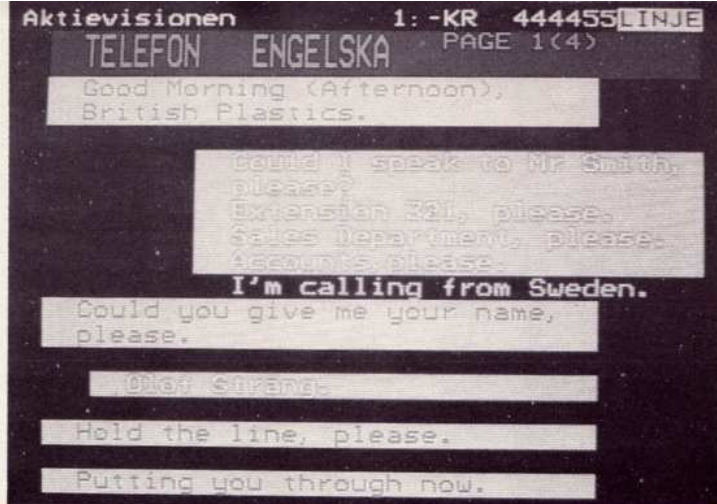 Aktievisionen 1:-KR 444455 LINJE
TELEFON ENGELSKA PAGE 1(4)
Good Morning (Afternoon),
British Plastics.
Could I speak to Mr Smith,
please?
Extension 321, please.
Sales Department, please.
Accounts please.
I'm calling from Sweden.
Could you give me your name,
please.
Olof Strang.
Hold the line, please.
Putting you through now.